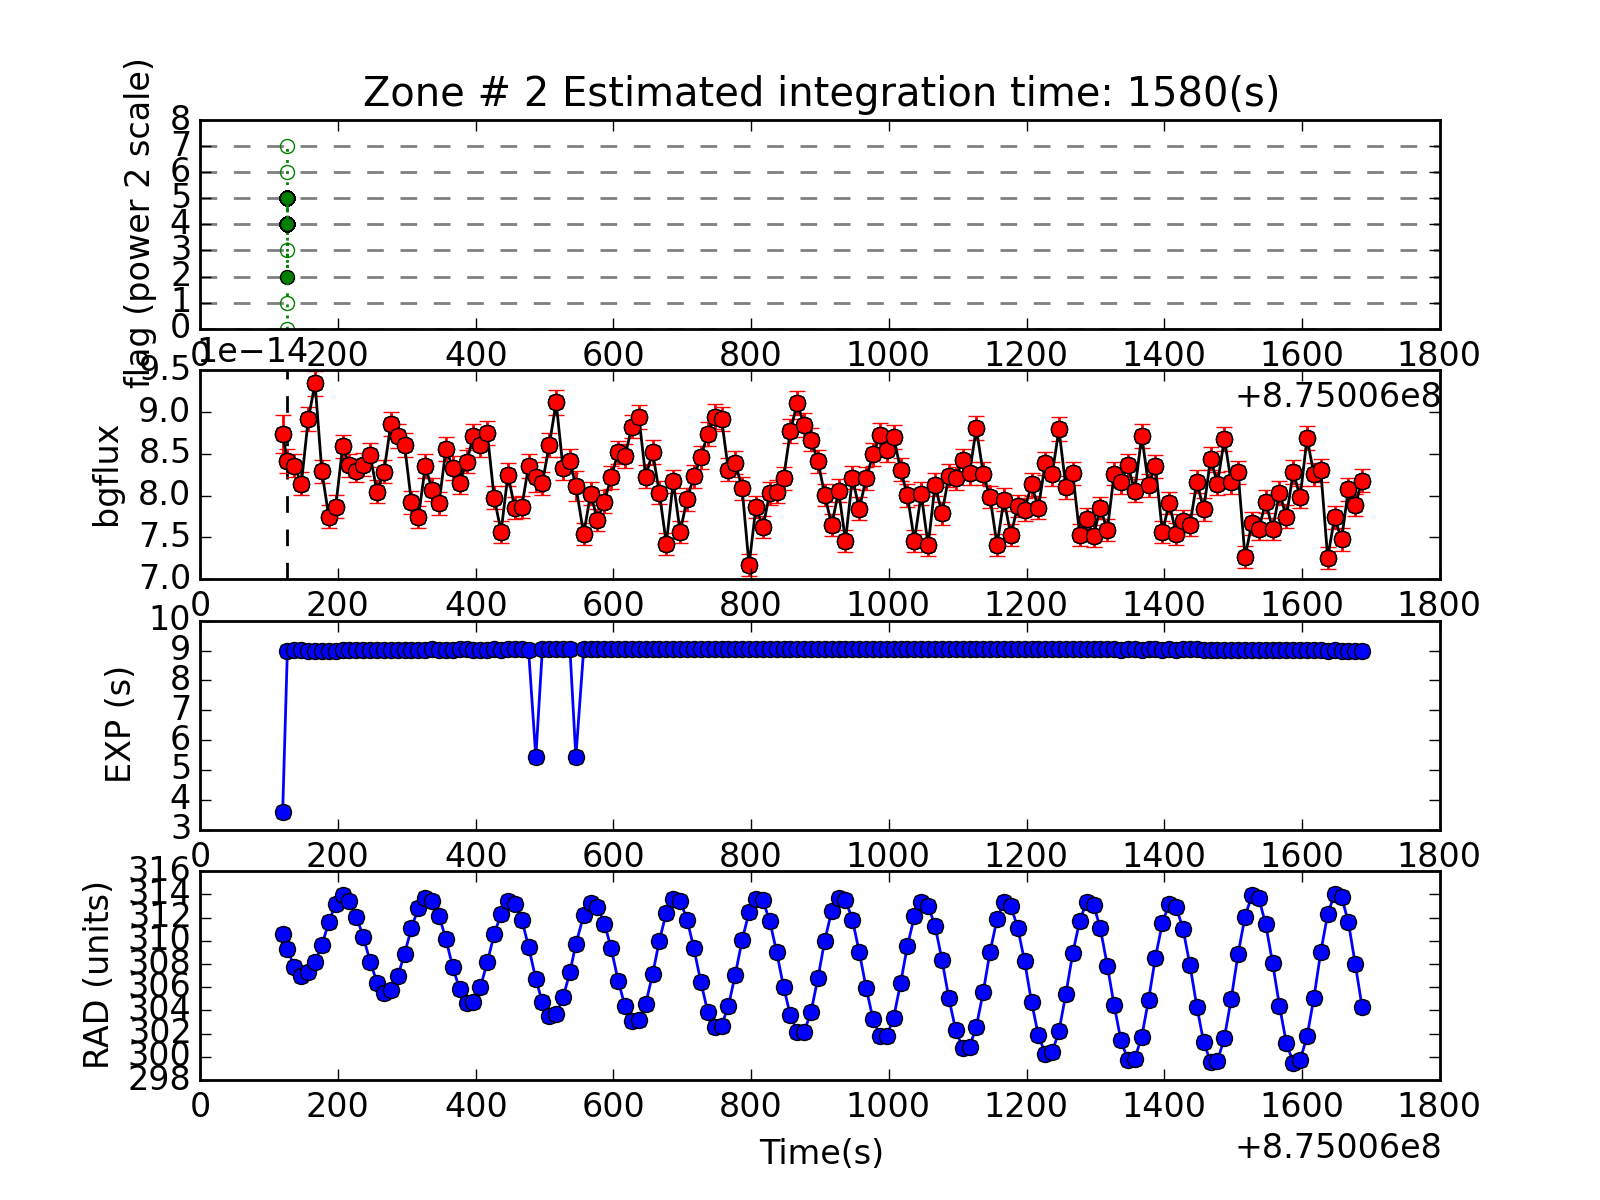 Zone # 2 Estimated integration time: 1580(s)
flag (power 2 scale)
8
7
6
5
4
3
2
1
0
0 200 400 600 800 1000 1200 1400 1600 1800
1e−14
+8.75006e8
bgflux
9.5
9.0
8.5
8.0
7.5
7.0
0 200 400 600 800 1000 1200 1400 1600 1800
EXP (s)
10
9
8
7
6
5
4
3
0 200 400 600 800 1000 1200 1400 1600 1800
RAD (units)
316
314
312
310
308
306
304
302
300
298
0 200 400 600 800 1000 1200 1400 1600 1800
Time(s)
+8.75006e8